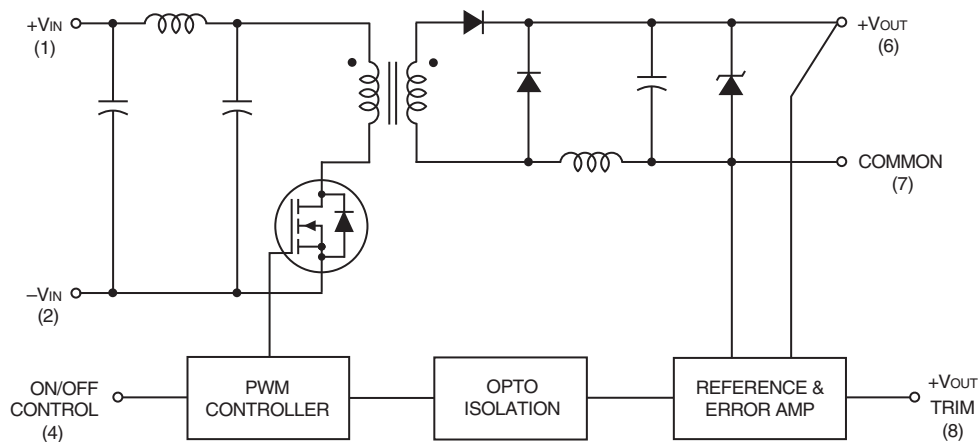 +VIN
(1)
+VOUT
(6)
COMMON
(7)
–VIN
(2)
ON/OFF
CONTROL
(4)
PWM
CONTROLLER
OPTO
ISOLATION
REFERENCE &
ERROR AMP
+VOUT
TRIM
(8)